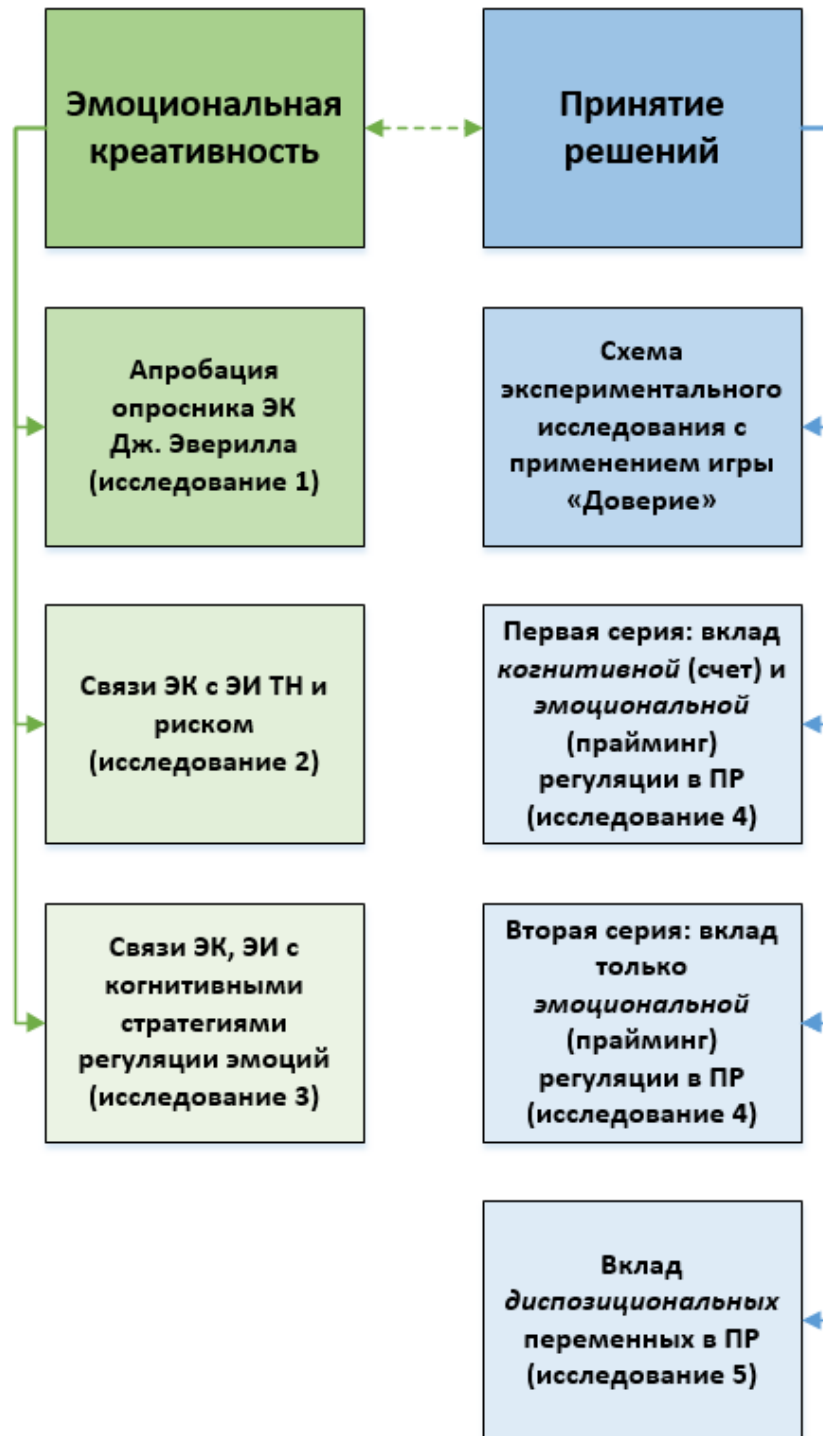 Эмоциональная
креативность
Принятие
решений
Апробация
опросника ЭК
Дж. Эверилла
(исследование 1)
Схема
экспериментального
исследования с
применением игры
«Доверие»
Связи ЭК с ЭИ ТН и
риском
(исследование 2)
Первая серия: вклад
когнитивной (счет) и
эмоциональной
(прайминг)
регуляции в ПР
(исследование 4)
Связи ЭК, ЭИ с
когнитивными
стратегиями
регуляции эмоций
(исследование 3)
Вторая серия: вклад
только
эмоциональной
(прайминг)
регуляции в ПР
(исследование 4)
Вклад
диспозициональных
переменных в ПР
(исследование 5)